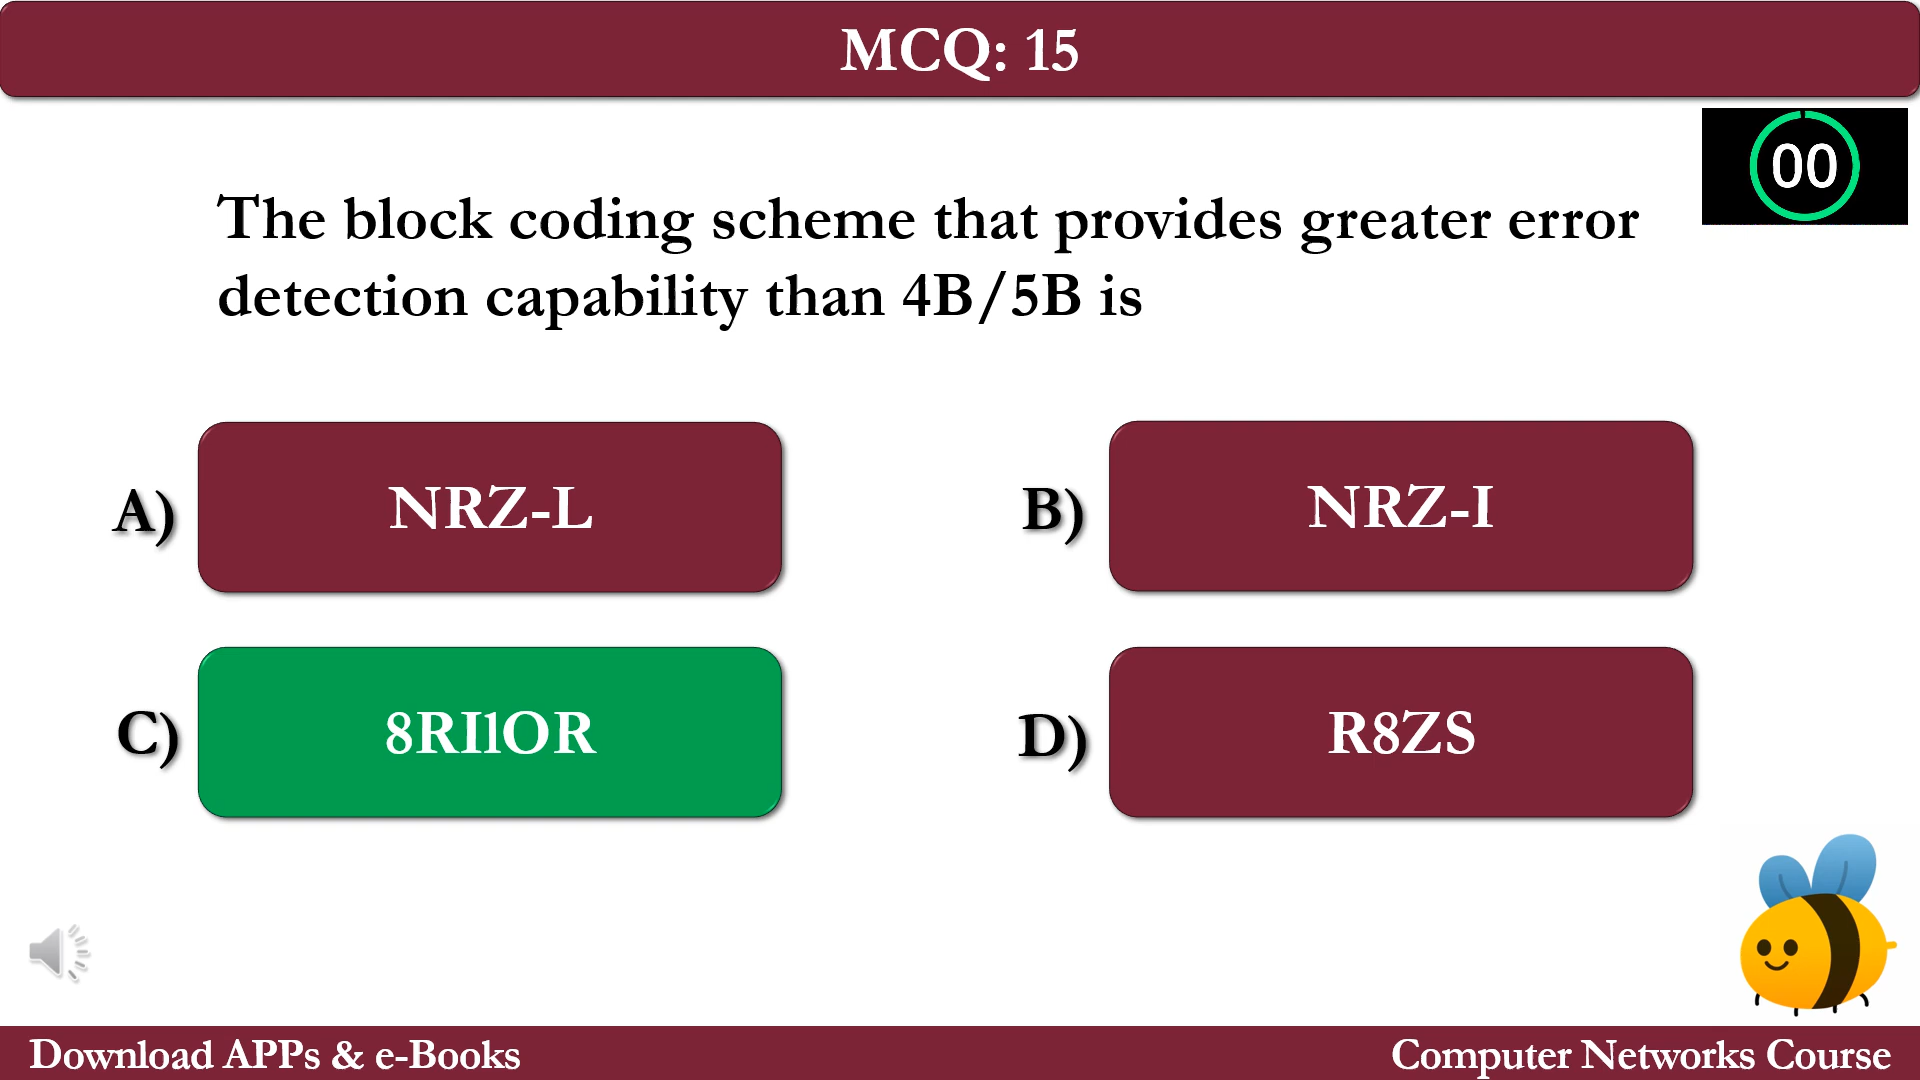 MCQ: 15
00
The block coding scheme that provides greater error
detection capability than 4B/5B is
A) NRZ-L
B) NRZ-I
C) 8RI1OR
D) R8ZS
Download APPs & e-Books
Computer Networks Course